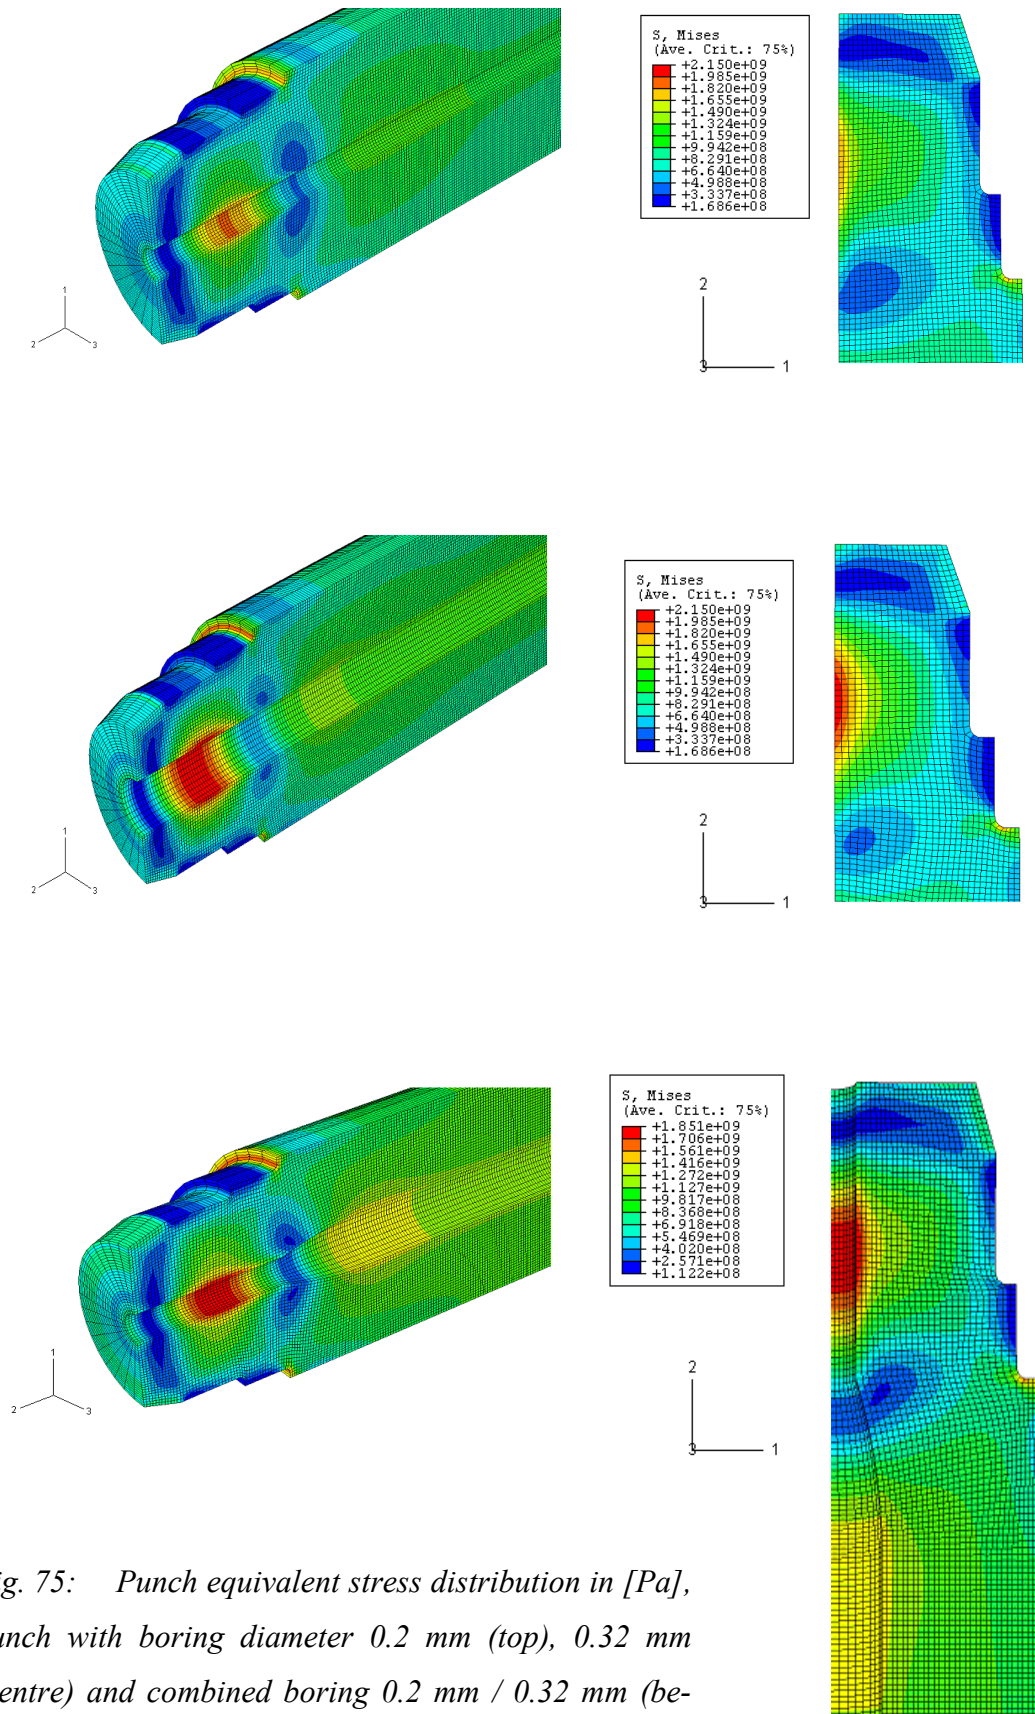 S, Mises
(Ave. Crit.: 75%)
+2.150e+09
+1.985e+09
+1.820e+09
+1.655e+09
+1.490e+09
+1.324e+09
+1.159e+09
+9.942e+08
+8.291e+08
+6.640e+08
+4.988e+08
+3.337e+08
+1.686e+08
1
2
3
2
3
1
S, Mises
(Ave. Crit.: 75%)
+2.150e+09
+1.985e+09
+1.820e+09
+1.655e+09
+1.490e+09
+1.324e+09
+1.159e+09
+9.942e+08
+8.291e+08
+6.640e+08
+4.988e+08
+3.337e+08
+1.686e+08
1
2
3
2
3
1
S, Mises
(Ave. Crit.: 75%)
+1.851e+09
+1.706e+09
+1.561e+09
+1.416e+09
+1.272e+09
+1.127e+09
+9.817e+08
+8.368e+08
+6.918e+08
+5.469e+08
+4.020e+08
+2.571e+08
+1.122e+08
1
2
3
2
3
1
ig. 75: Punch equivalent stress distribution in [Pa],
unch with boring diameter 0.2 mm (top), 0.32 mm
entre) and combined boring 0.2 mm / 0.32 mm (be-